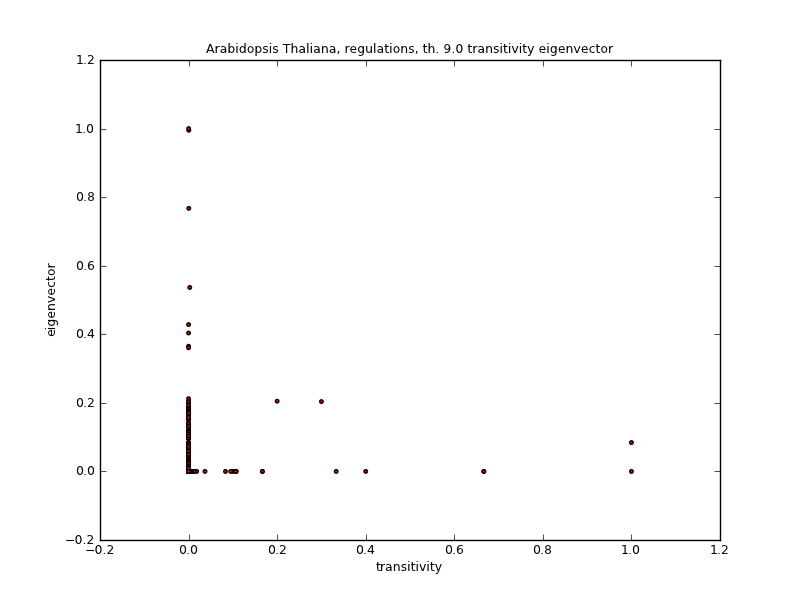 Arabidopsis Thaliana, regulations, th. 9.0 transitivity eigenvector
1.2
1.0
0.8
0.6
0.4
0.2
0.0
−0.2
eigenvector
−0.2 0.0 0.2 0.4 0.6 0.8 1.0 1.2
transitivity